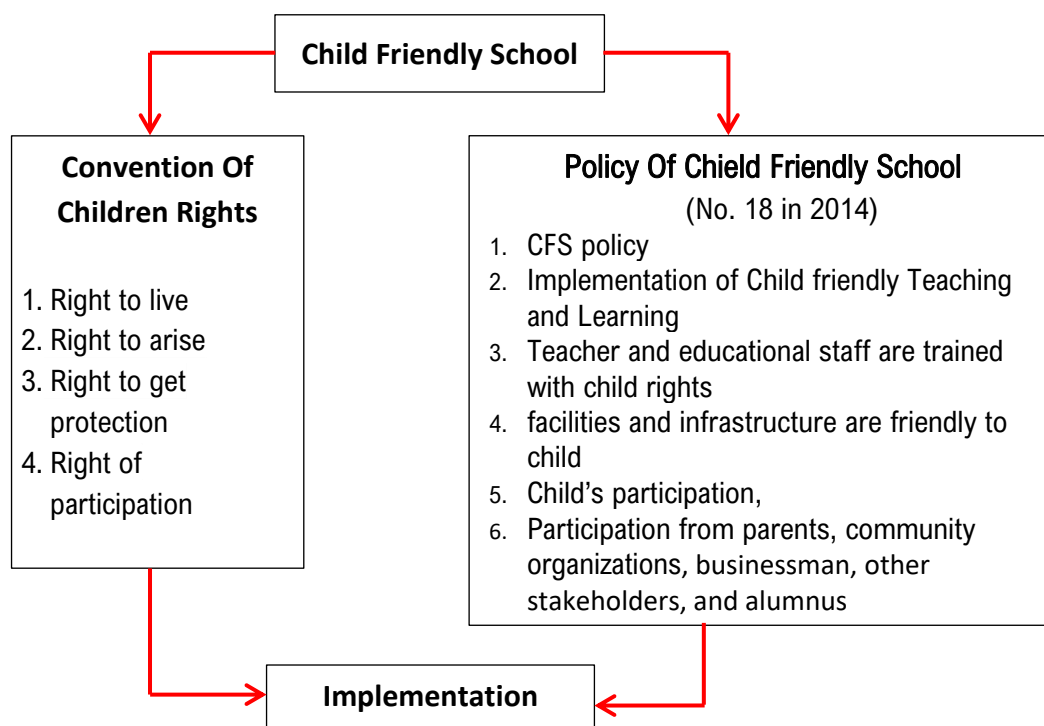 Child Friendly School
Convention Of
Children Rights
1. Right to live
2. Right to arise
3. Right to get
protection
4. Right of
participation
Policy Of Chield Friendly School
(No. 18 in 2014)
1. CFS policy
2. Implementation of Child friendly Teaching
and Learning
3. Teacher and educational staff are trained
with child rights
4. facilities and infrastructure are friendly to
child
5. Child’s participation,
6. Participation from parents, community
organizations, businessman, other
stakeholders, and alumnus
Implementation